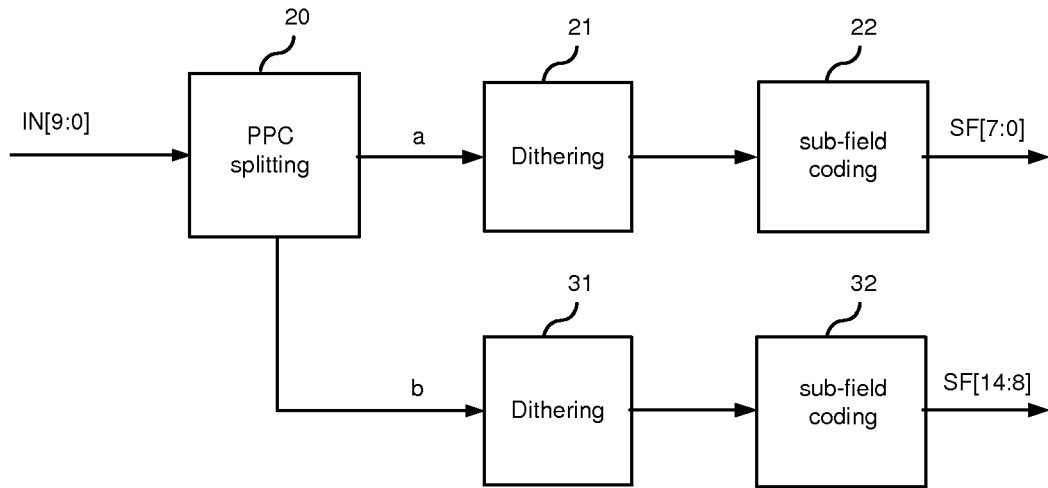 20
21
22
IN[9:0]
PPC
splitting
a
Dithering
sub-field
coding
SF[7:0]
31
32
b
Dithering
sub-field
coding
SF[14:8]